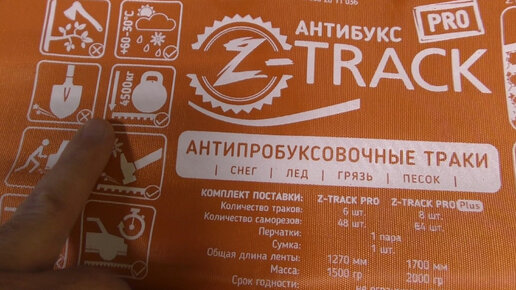 +60-30°C
4500кг
АНТИБУКС
PRO
Z-TRACK
АНТИПРОБУКСОВОЧНЫЕ ТРАКИ
| СНЕГ | ЛЕД | ГРЯЗЬ | ПЕСОК |
КОМПЛЕКТ ПОСТАВКИ: Z-TRACK PRO Z-TRACK PRO Plus
Количество траков: 6 шт. 8 шт.
Количество саморезов: 48 шт. 64 шт.
Перчатки: 1 пара
Сумка: 1 шт.
Общая длина ленты: 1270 мм 1700 мм
Масса: 1500 гр 2000 гр
Срок годности: не